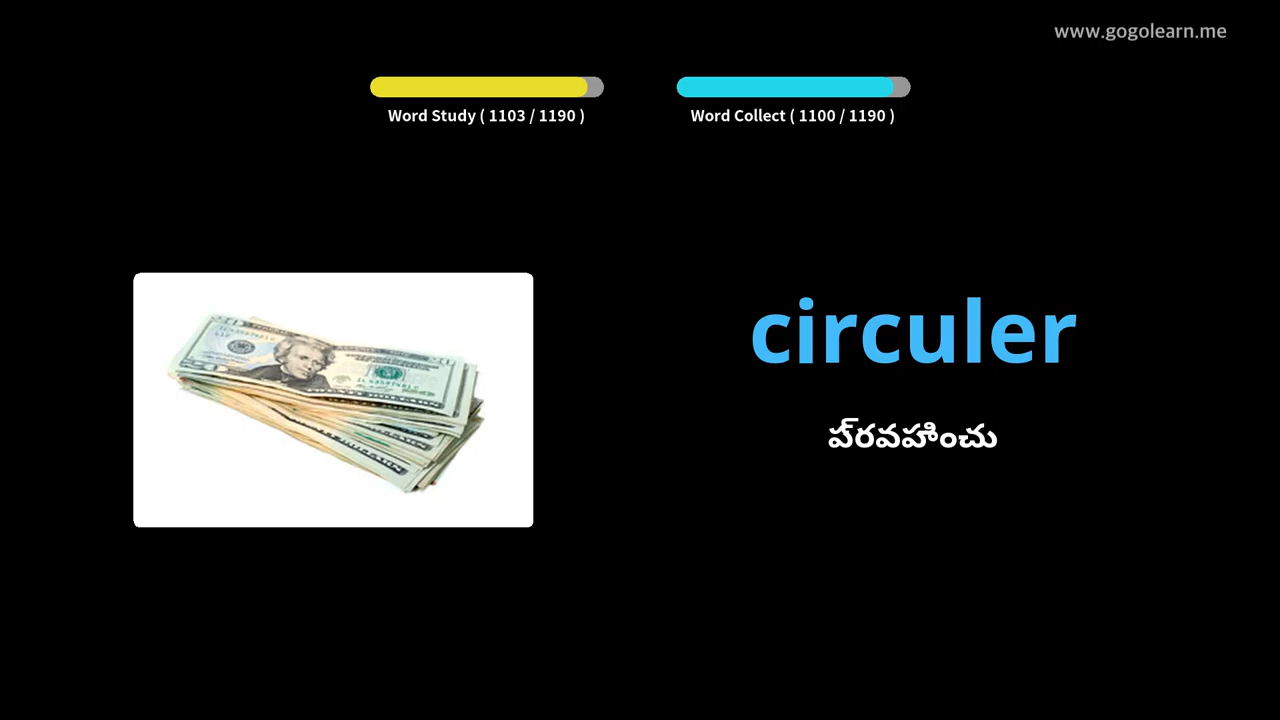 www.gogolearn.me
Word Study ( 1103 / 1190 )
Word Collect ( 1100 / 1190 )
circuler
ప్రవహించు